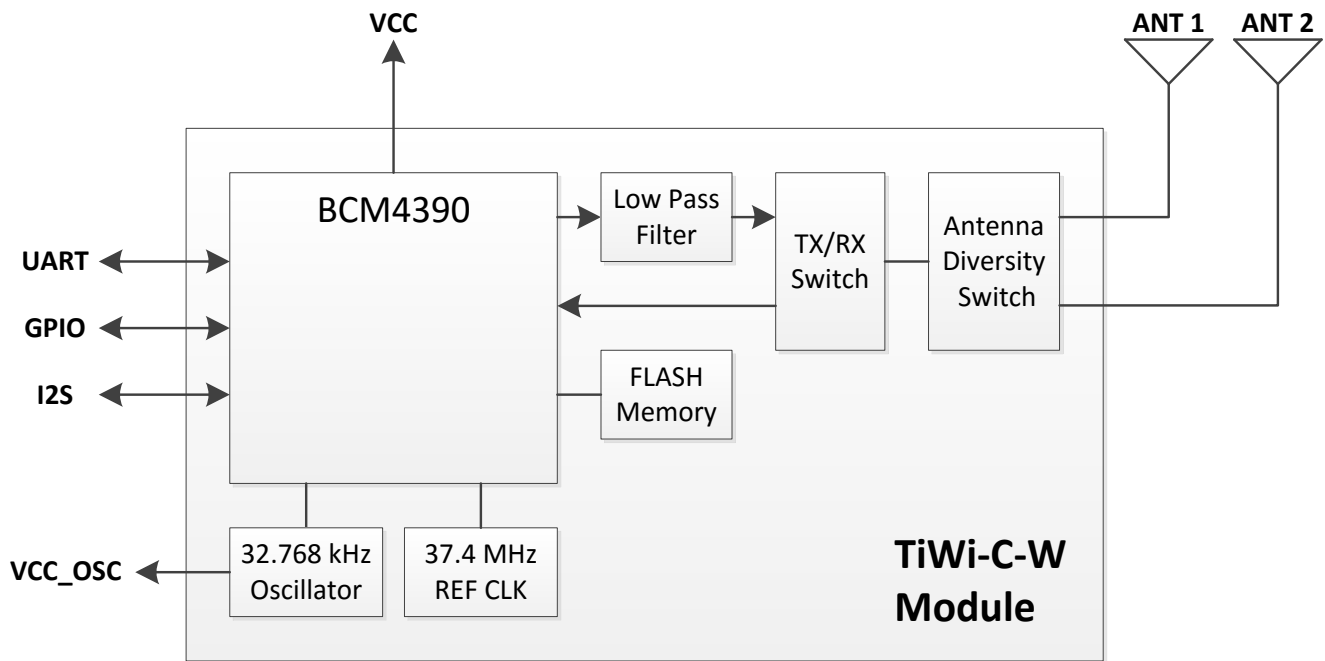 VCC
ANT 1
ANT 2
BCM4390
Low Pass
Filter
TX/RX
Switch
Antenna
Diversity
Switch
UART
GPIO
I2S
FLASH
Memory
32.768 kHz
Oscillator
37.4 MHz
REF CLK
VCC_OSC
TiWi-C-W
Module